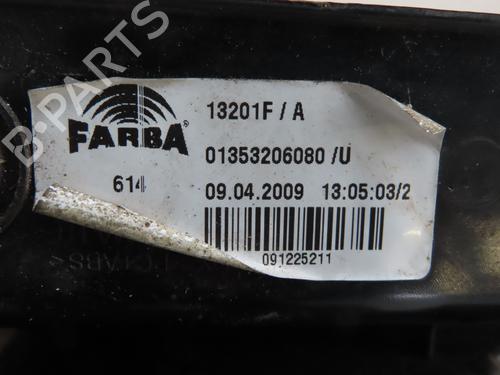 B-PARTS
FARBA
614
13201F / A
01353206080 /U
09.04.2009 13:05:03/2
091225211